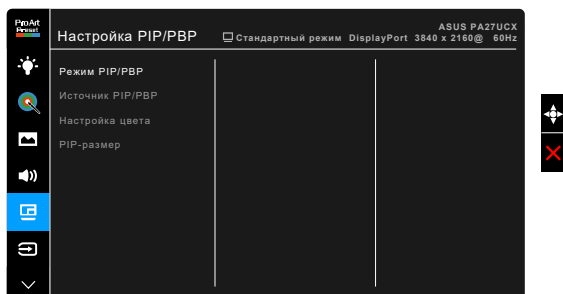 ProArt
Preset
Настройка PIP/PBP
ASUS PA27UCX
Стандартный режим DisplayPort 3840 x 2160@ 60Hz
Режим PIP/PBP
Источник PIP/PBP
Настройка цвета
PIP-размер